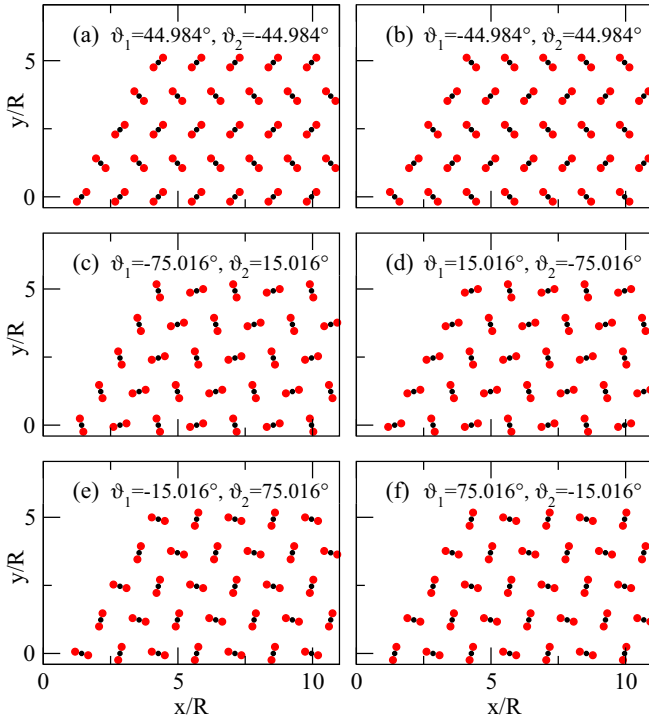 (a) ϑ1=44.984°, ϑ2=-44.984°
(b) ϑ1=-44.984°, ϑ2=44.984°
5
0
y/R
(c) ϑ1=-75.016°, ϑ2=15.016°
(d) ϑ1=15.016°, ϑ2=-75.016°
5
0
y/R
(e) ϑ1=-15.016°, ϑ2=75.016°
(f) ϑ1=75.016°, ϑ2=-15.016°
5
0
y/R
0 5 10
0 5 10
x/R
x/R